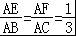 AE/AB = AF/AC = 1/3